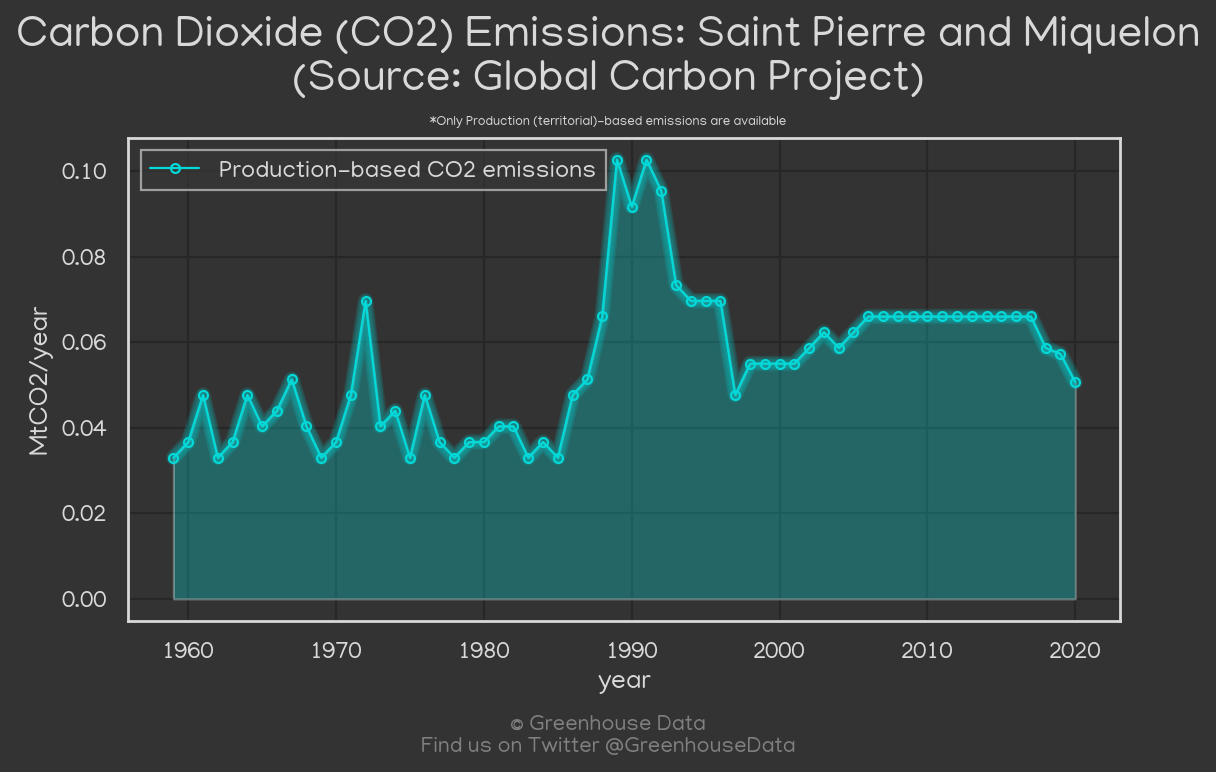 Carbon Dioxide (CO2) Emissions: Saint Pierre and Miquelon
(Source: Global Carbon Project)
*Only Production (territorial)-based emissions are available
Production-based CO2 emissions
0.10
0.08
0.06
0.04
0.02
0.00
MtCO2/year
1960 1970 1980 1990 2000 2010 2020
year
© Greenhouse Data
Find us on Twitter @GreenhouseData